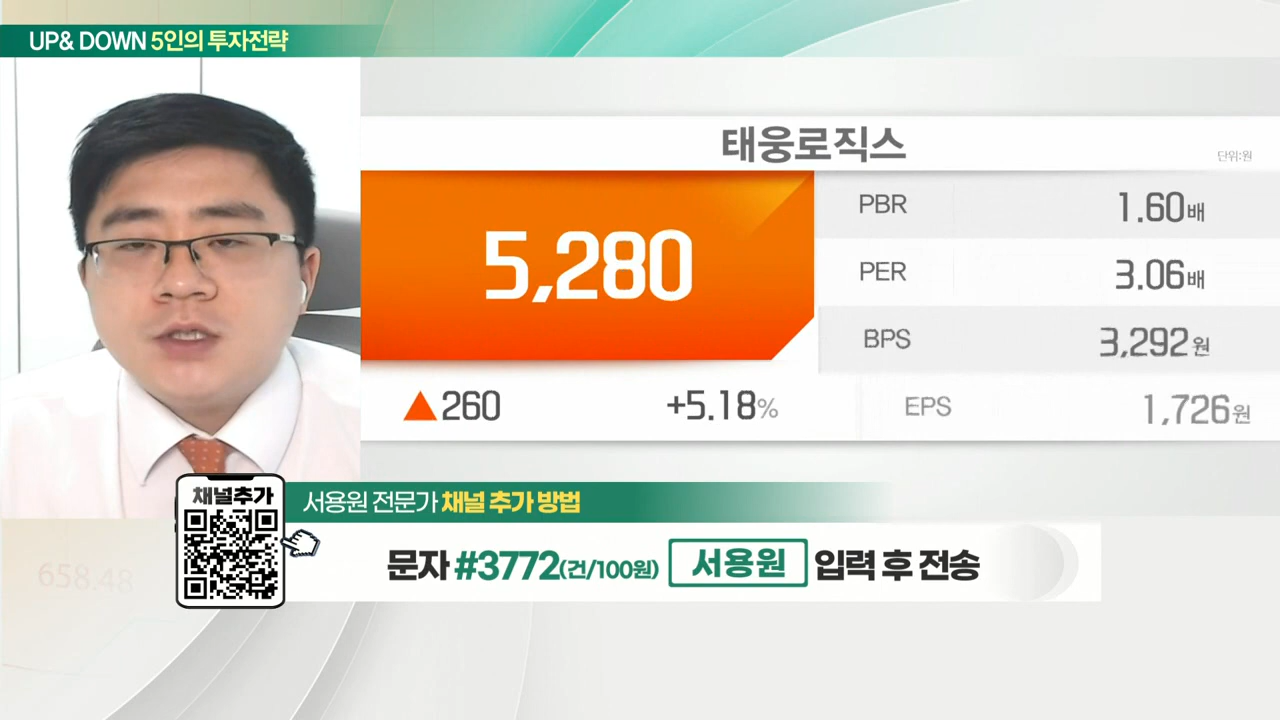 UP& DOWN 5인의 투자전략
태웅로직스
단위:원
5,280
▲260 +5.18%
PBR 1.60배
PER 3.06배
BPS 3,292원
EPS 1,726원
채널추가
서용원 전문가 채널 추가 방법
문자 #3772(건/100원) 서용원 입력 후 전송
658.48